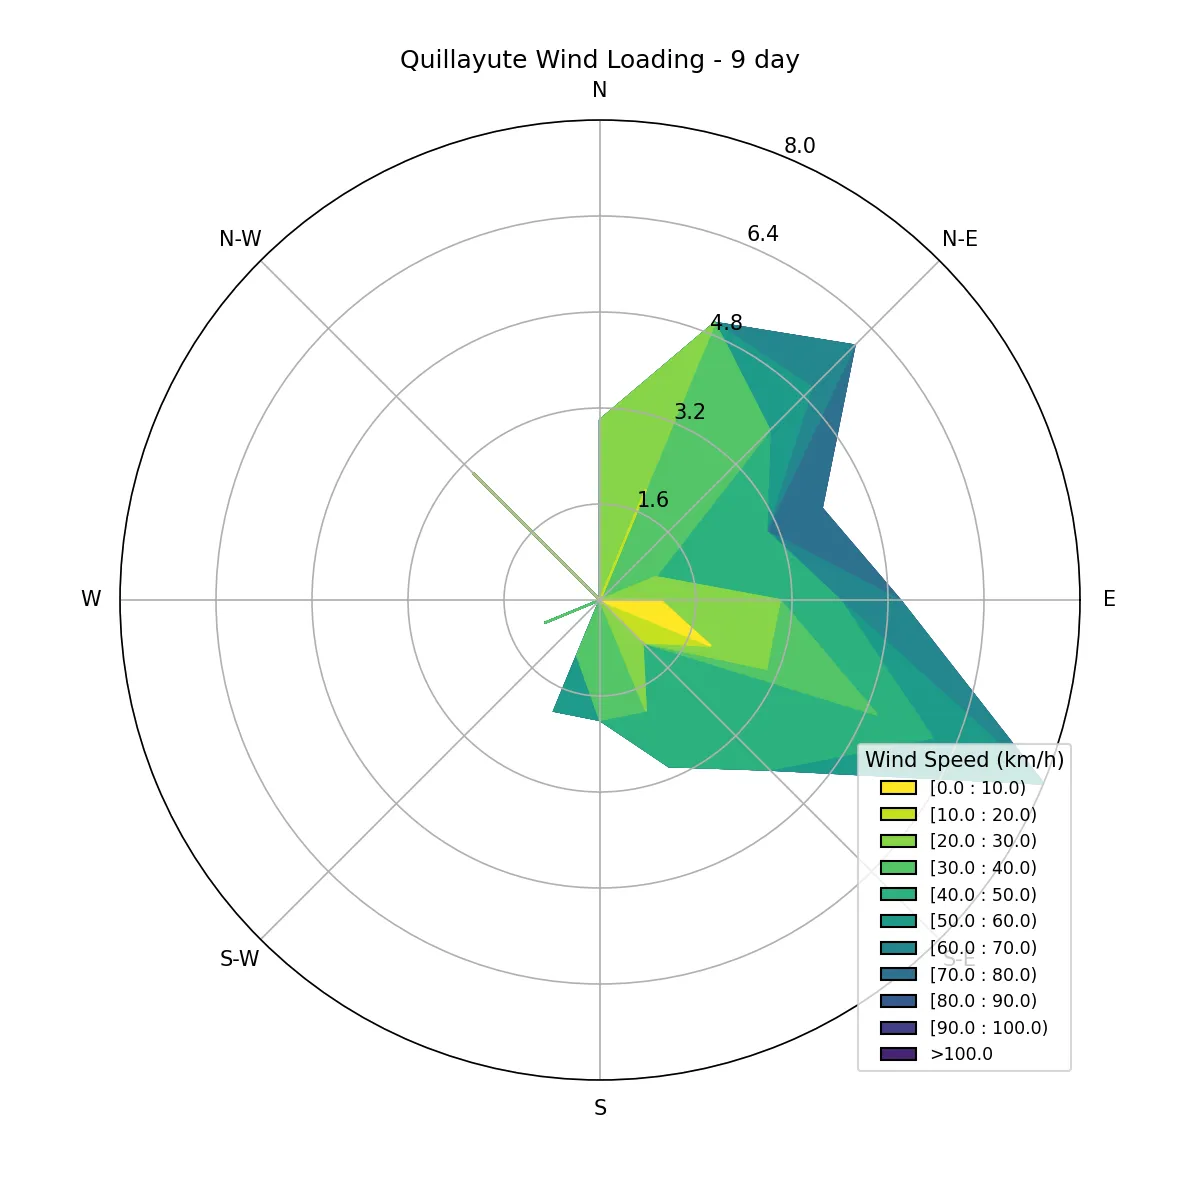 Quillayute Wind Loading - 9 day
N
8.0
N-W
6.4
N-E
4.8
3.2
1.6
W
E
Wind Speed (km/h)
[0.0 : 10.0)
[10.0 : 20.0)
[20.0 : 30.0)
[30.0 : 40.0)
[40.0 : 50.0)
[50.0 : 60.0)
S-W
[60.0 : 70.0)
S-E
[70.0 : 80.0)
[80.0 : 90.0)
[90.0 : 100.0)
>100.0
S